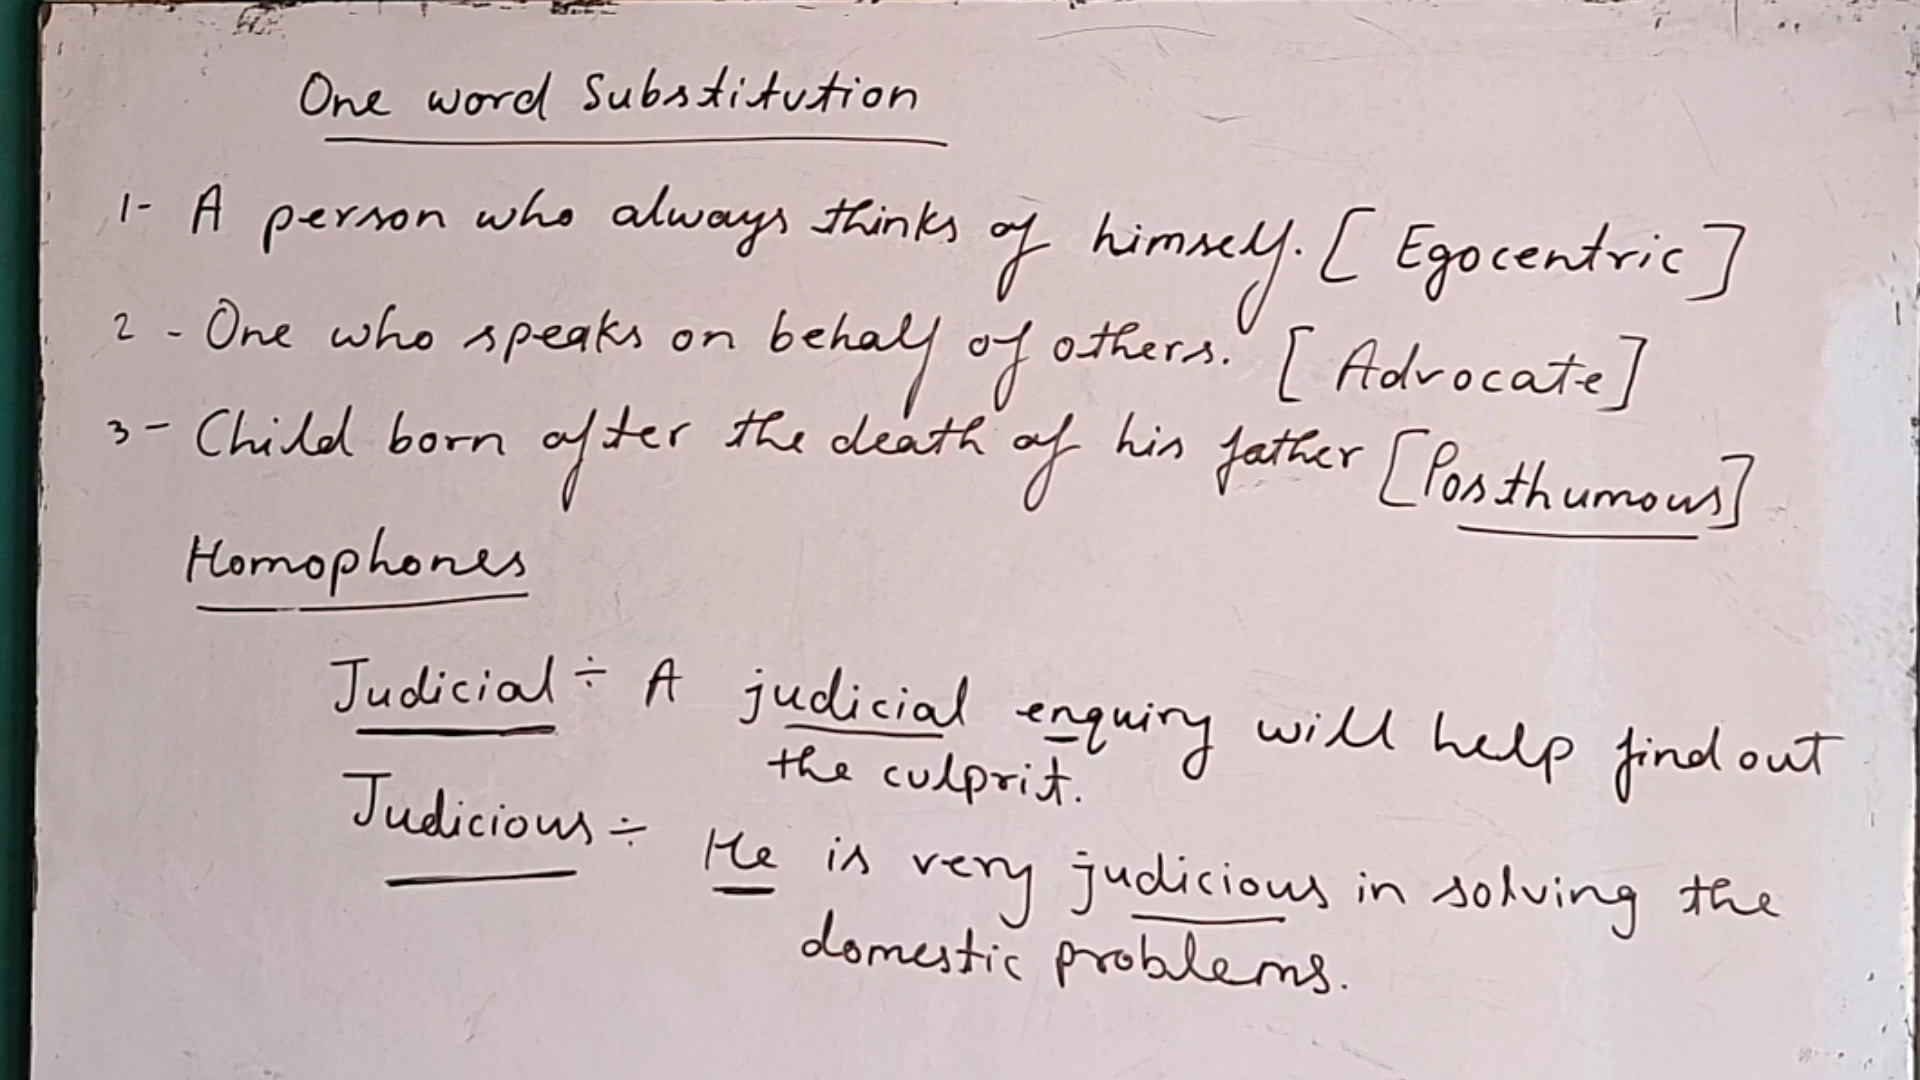 One word Substitution
1- A person who always thinks of himself. [Egocentric]
2 - One who speaks on behalf of others. [Advocate]
3- Child born after the death of his father [Posthumous]
Homophones
Judicial ÷ A judicial enquiry will help find out
the culprit.
Judicious ÷ He is very judicious in solving the
domestic problems.